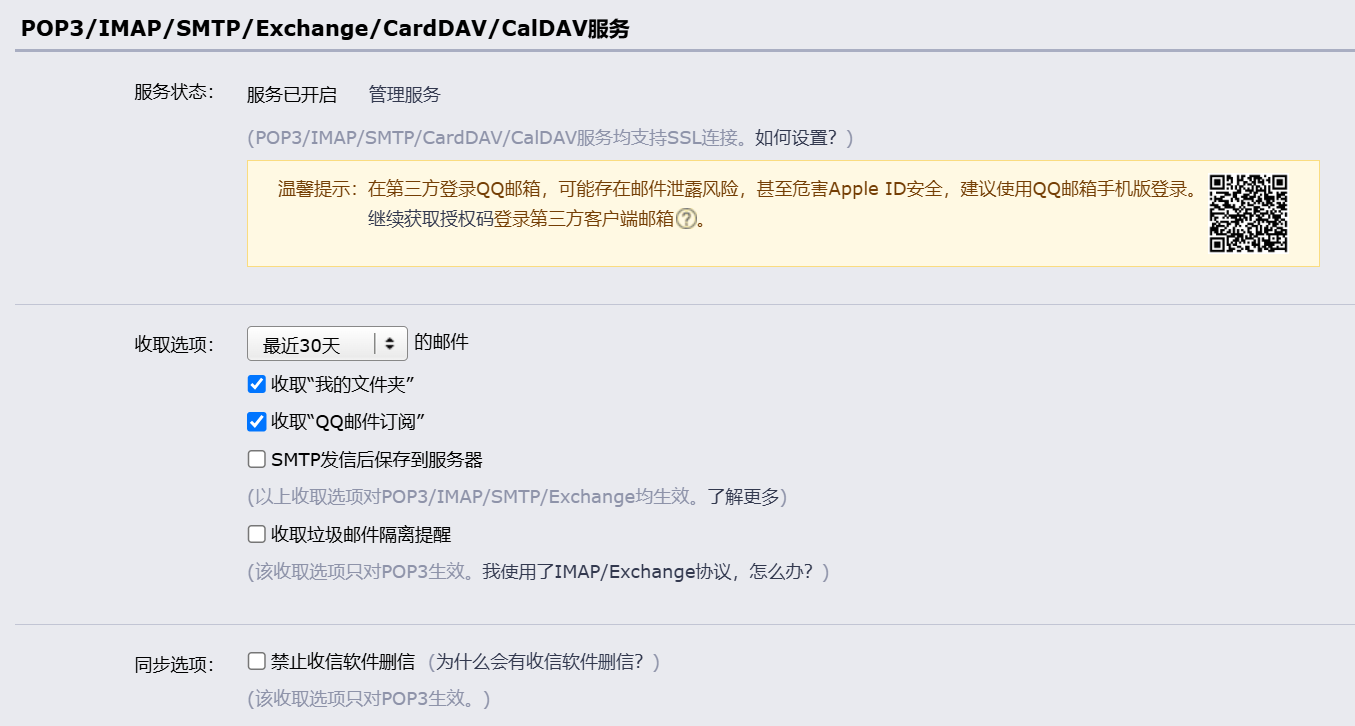 POP3/IMAP/SMTP/Exchange/CardDAV/CalDAV服务
服务状态： 服务已开启 管理服务
(POP3/IMAP/SMTP/CardDAV/CalDAV服务均支持SSL连接。如何设置？)
温馨提示：在第三方登录QQ邮箱，可能存在邮件泄露风险，甚至危害Apple ID安全，建议使用QQ邮箱手机版登录。
继续获取授权码登录第三方客户端邮箱?。
收取选项： 最近30天 的邮件
收取“我的文件夹”
收取“QQ邮件订阅”
SMTP发信后保存到服务器
(以上收取选项对POP3/IMAP/SMTP/Exchange均生效。了解更多)
收取垃圾邮件隔离提醒
(该收取选项只对POP3生效。我使用了IMAP/Exchange协议，怎么办？)
同步选项： 禁止收信软件删信 (为什么会有收信软件删信？)
(该收取选项只对POP3生效。)